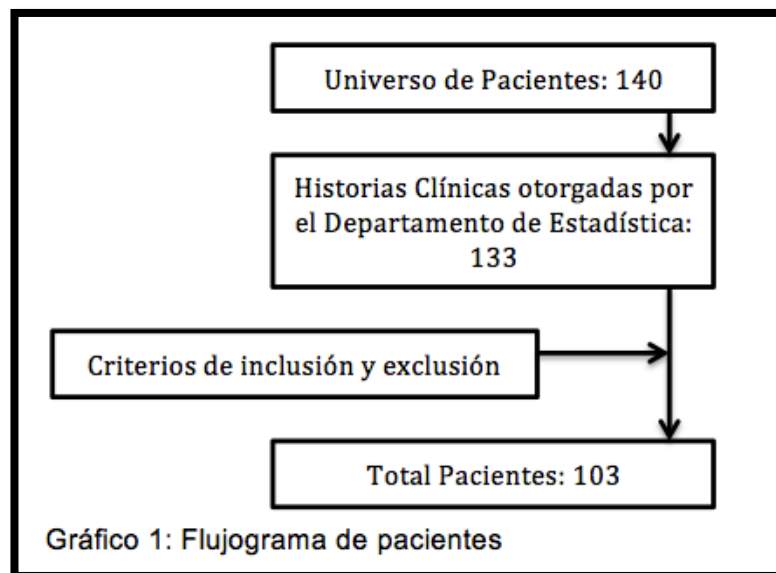 Universo de Pacientes: 140
Historias Clínicas otorgadas por
el Departamento de Estadística:
133
Criterios de inclusión y exclusión
Total Pacientes: 103
Gráfico 1: Flujograma de pacientes